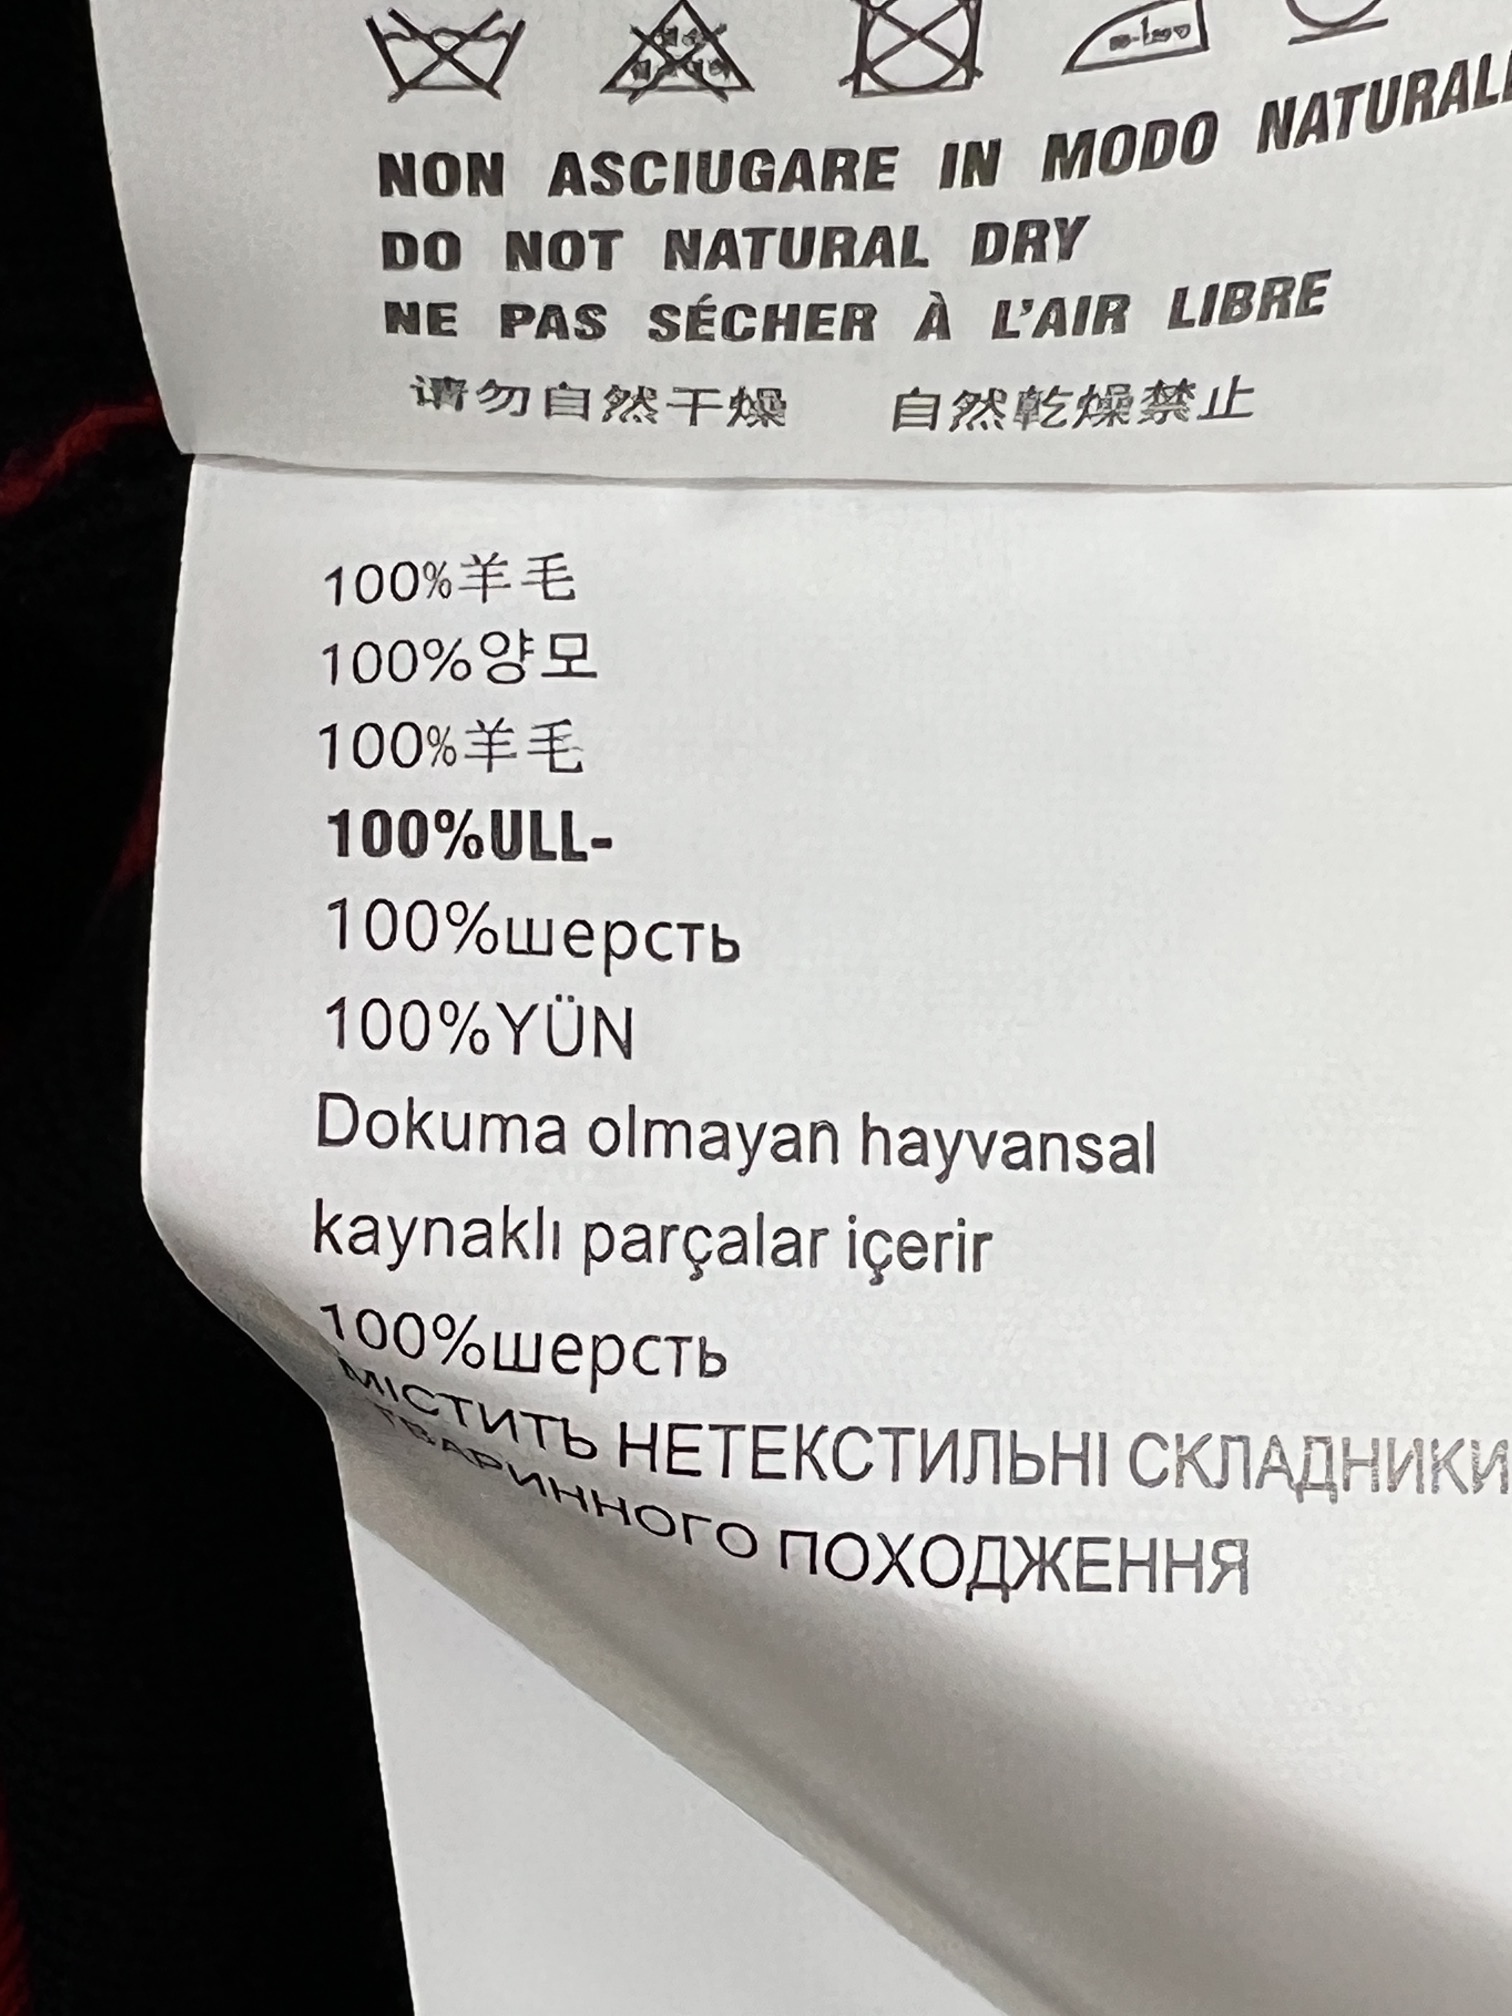 NON ASCIUGARE IN MODO
DO NOT NATURAL DRY
NE PAS SÉCHER À L'AIR LIBRE
请勿自然干燥 自然乾燥禁止
100%羊毛
100%양모
100%羊毛
100%ULL-
100%шерсть
100%YÜN
Dokuma olmayan hayvansal
kaynaklı parçalar içerir
100%шерсть
МІСТИТЬ НЕТЕКСТИЛЬНІ СКЛАДНИКИ
ТВАРИННОГО ПОХОДЖЕННЯ